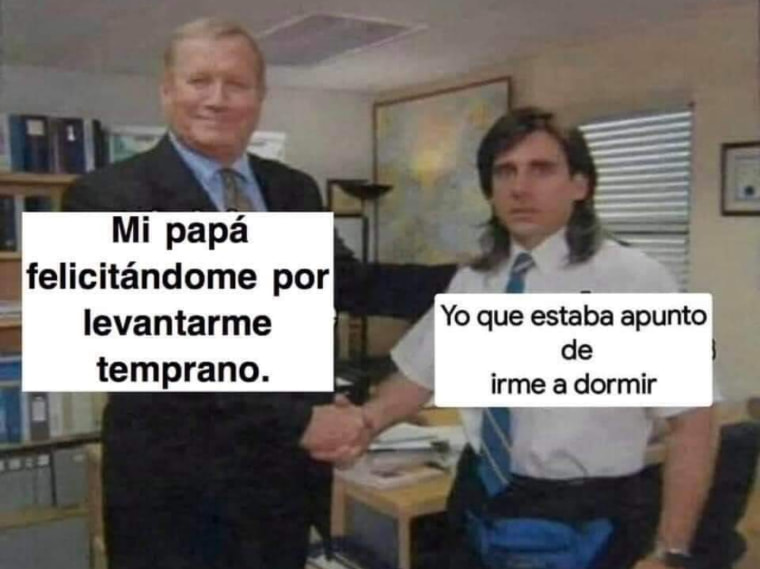 Mi papá
felicitándome por
levantarme
temprano.
Yo que estaba apunto
de
irme a dormir